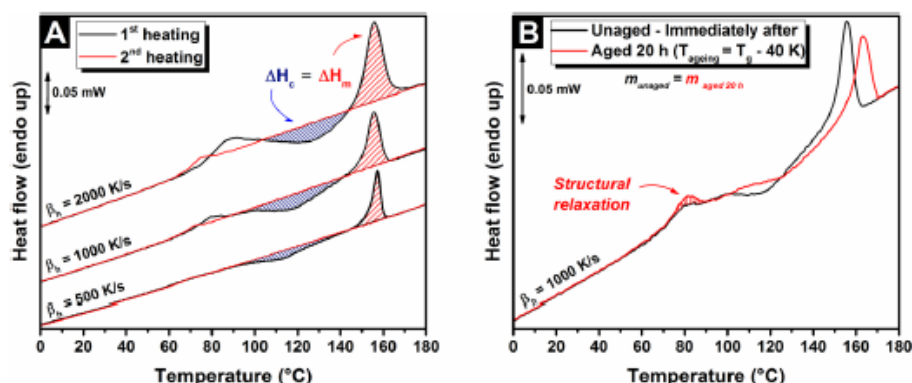 A
1st heating
2nd heating
0.05 mW
ΔHc = ΔHm
βh = 2000 K/s
βh = 1000 K/s
βh = 500 K/s
Heat flow (endo up)
0 20 40 60 80 100 120 140 160 180
Temperature (°C)
B
Unaged - Immediately after
Aged 20 h (Tageing = Tg - 40 K)
munaged = m aged 20 h
0.05 mW
Structural
relaxation
βP = 1000 K/s
Heat flow (endo up)
0 20 40 60 80 100 120 140 160 180
Temperature (°C)